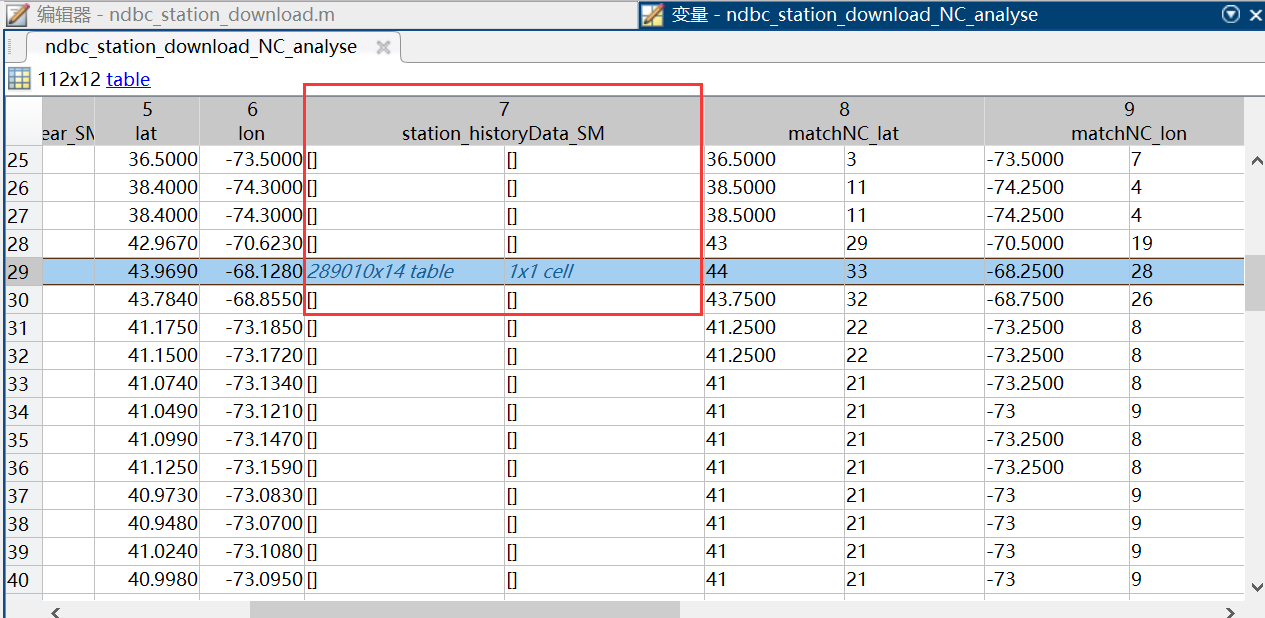 编辑器 - ndbc_station_download.m 变量 - ndbc_station_download_NC_analyse
ndbc_station_download_NC_analyse
112x12 table
5 6 7 8 9
ear_SM lat lon station_historyData_SM matchNC_lat matchNC_lon
25 36.5000 -73.5000 [] [] 36.5000 3 -73.5000 7
26 38.4000 -74.3000 [] [] 38.5000 11 -74.2500 4
27 38.4000 -74.3000 [] [] 38.5000 11 -74.2500 4
28 42.9670 -70.6230 [] [] 43 29 -70.5000 19
29 43.9690 -68.1280 289010x14 table 1x1 cell 44 33 -68.2500 28
30 43.7840 -68.8550 [] [] 43.7500 32 -68.7500 26
31 41.1750 -73.1850 [] [] 41.2500 22 -73.2500 8
32 41.1500 -73.1720 [] [] 41.2500 22 -73.2500 8
33 41.0740 -73.1340 [] [] 41 21 -73.2500 8
34 41.0490 -73.1210 [] [] 41 21 -73 9
35 41.0990 -73.1470 [] [] 41 21 -73.2500 8
36 41.1250 -73.1590 [] [] 41 21 -73.2500 8
37 40.9730 -73.0830 [] [] 41 21 -73 9
38 40.9480 -73.0700 [] [] 41 21 -73 9
39 41.0240 -73.1080 [] [] 41 21 -73 9
40 40.9980 -73.0950 [] [] 41 21 -73 9